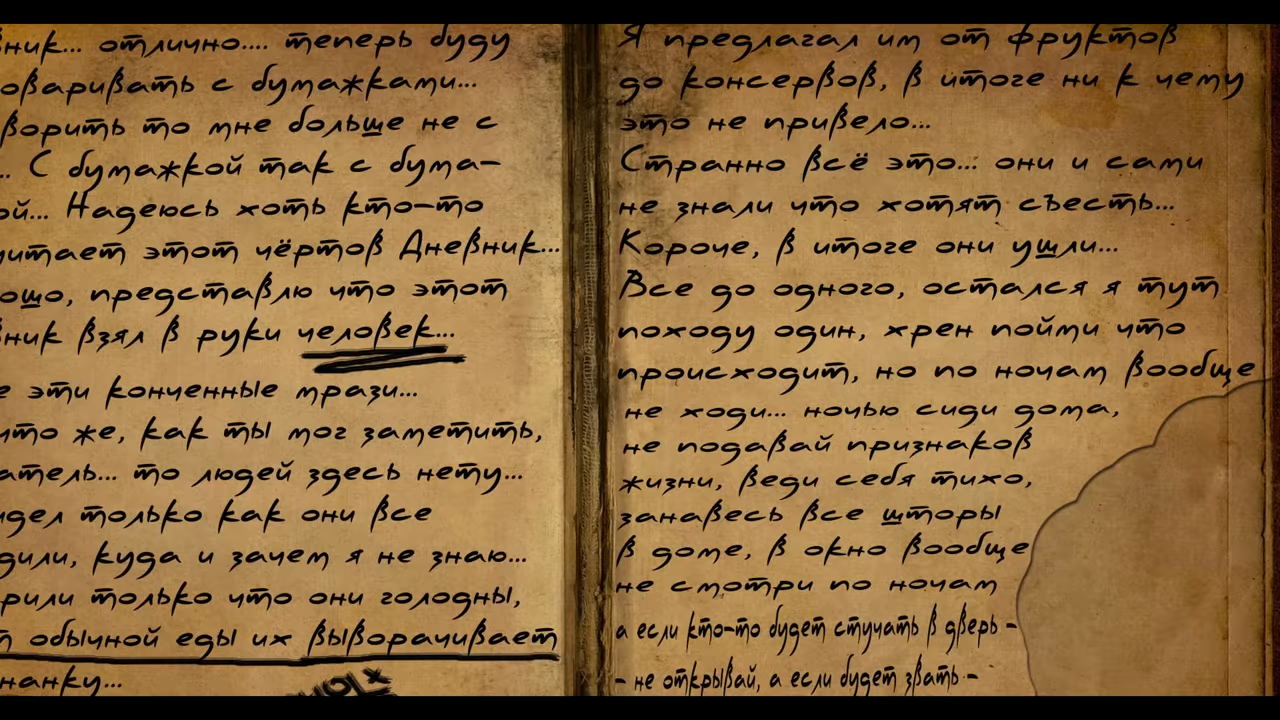 ник... отлично.... теперь буду
оваривать с бумажками...
ворить то мне больше не с
.. С бумажкой так с бума-
ой... Надеюсь хоть кто-то
читает этот чёртов Дневник...
ошо, представлю что этот
ник взял в руки человек...
е эти конченные мрази...
что же, как ты мог заметить,
атель... то людей здесь нету...
идел только как они все
дили, куда и зачем я не знаю...
рили только что они голодны,
т обычной еды их выворачивает
нанку...
Я предлагал им от фруктов
до консервов, в итоге ни к чему
это не привело...
Странно всё это... они и сами
не знали что хотят съесть...
Короче, в итоге они ушли...
Все до одного, остался я тут
походу один, хрен пойми что
происходит, но по ночам вообще
не ходи... ночью сиди дома,
не подавай признаков
жизни, веди себя тихо,
занавесь все шторы
в доме, в окно вообще
не смотри по ночам
а если кто-то будет стучать в дверь -
- не открывай, а если будет звать -